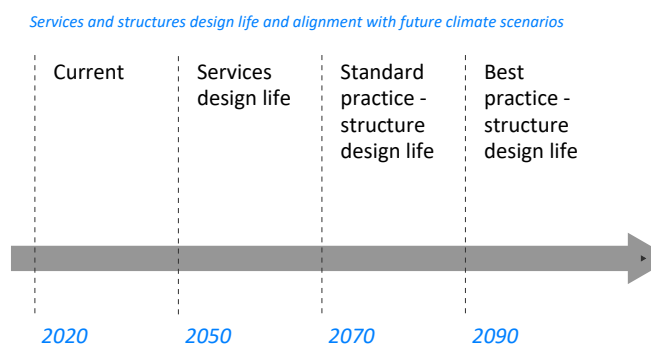 Services and structures design life and alignment with future climate scenarios
Current
Services
design life
Standard
practice -
structure
design life
Best
practice -
structure
design life
2020
2050
2070
2090